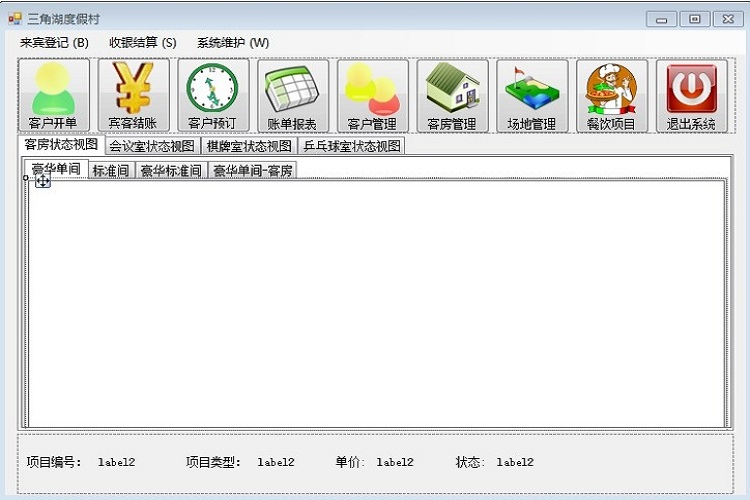 三角湖度假村
来宾登记 (B) 收银结算 (S) 系统维护 (W)
客户开单 宾客结账 客户预订 账单报表 客户管理 客房管理 场地管理 餐饮项目 退出系统
客房状态视图 会议室状态视图 棋牌室状态视图 乒乓球室状态视图
豪华单间 标准间 豪华标准间 豪华单间-客房
项目编号： label2 项目类型： label2 单价: label2 状态: label2